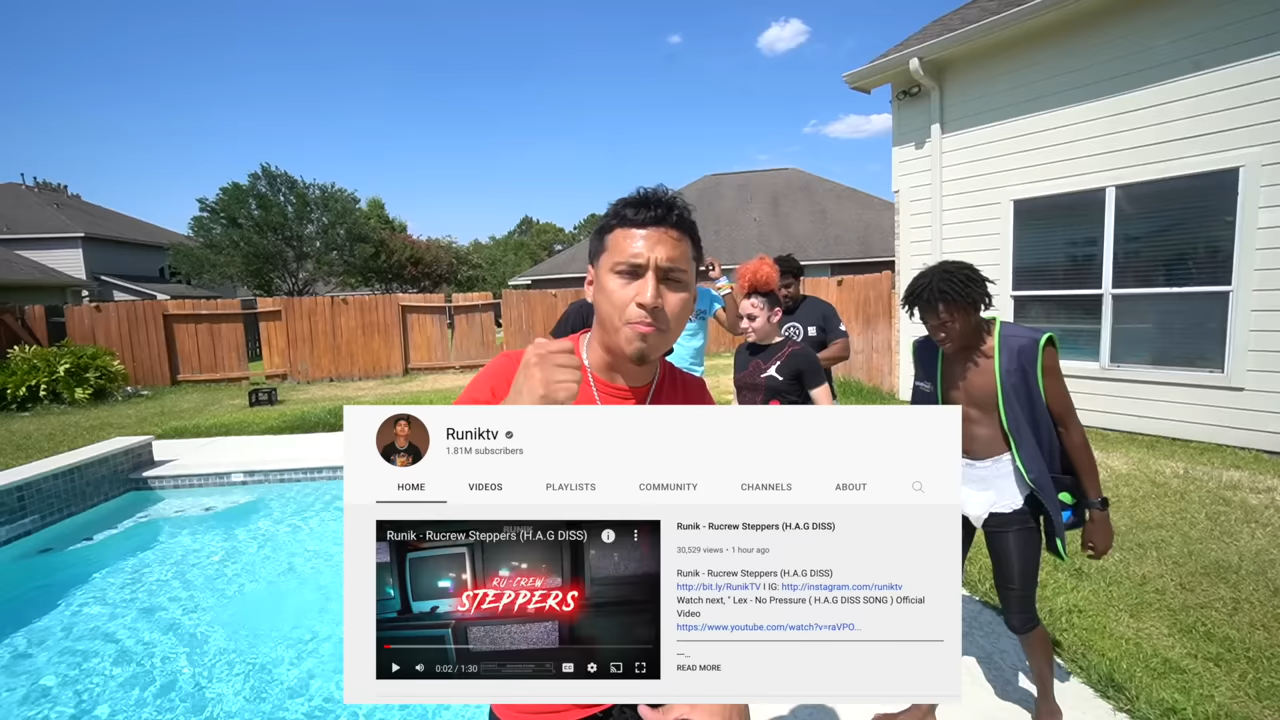 Runiktv
1.81M subscribers
HOME VIDEOS PLAYLISTS COMMUNITY CHANNELS ABOUT
RUNIK
Runik - Rucrew Steppers (H.A.G DISS)
RU-CREW
STEPPERS
0:02 / 1:30
CC
Runik - Rucrew Steppers (H.A.G DISS)
30,529 views • 1 hour ago
Runik - Rucrew Steppers (H.A.G DISS)
http://bit.ly/RunikTV I IG: http://instagram.com/runiktv
Watch next, " Lex - No Pressure ( H.A.G DISS SONG ) Official
Video
https://www.youtube.com/watch?v=raVPO...
—...
READ MORE